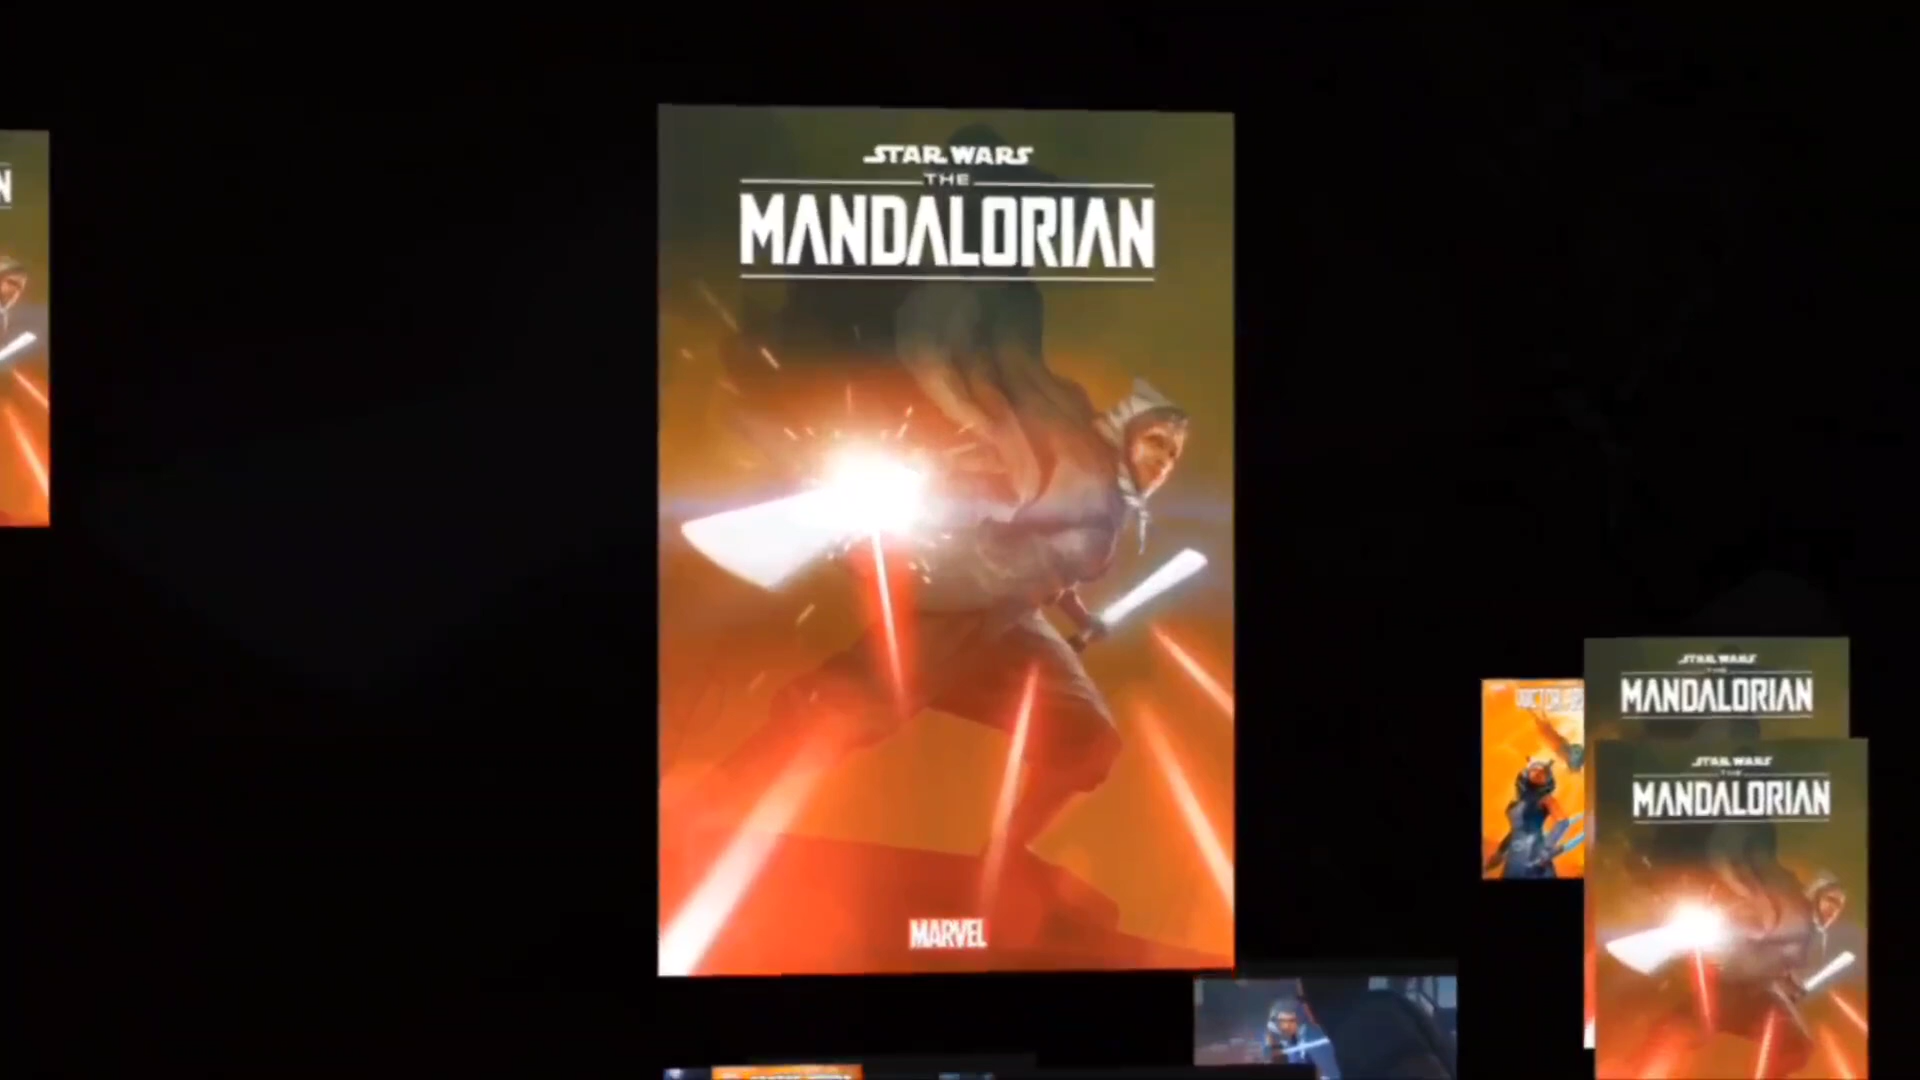 STAR WARS
THE
MANDALORIAN
MARVEL
N
STAR WARS
THE
MANDALORIAN
STAR WARS
THE
MANDALORIAN